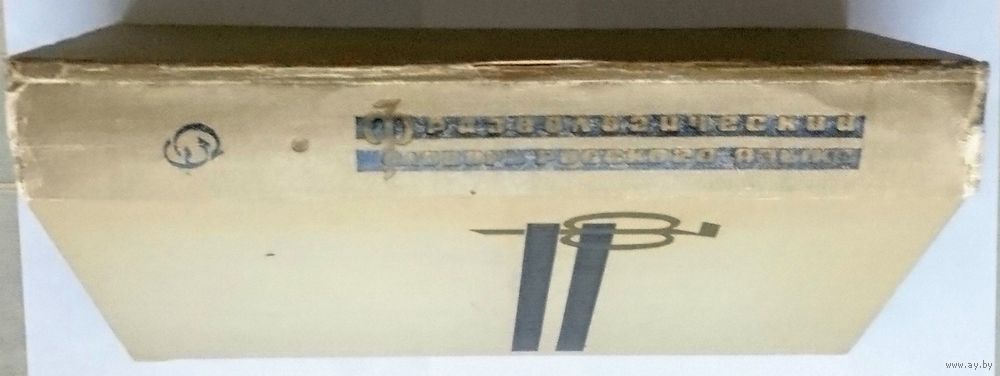 Фразеологический
словарь русского языка
www.ay.by